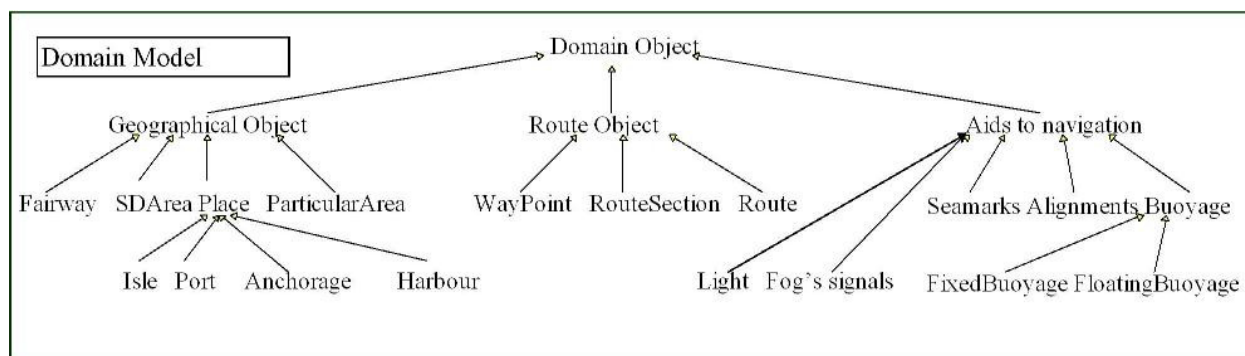 Domain Model
Domain Object
Geographical Object Route Object Aids to navigation
Fairway SDArea Place ParticularArea WayPoint RouteSection Route Seamarks Alignments Buoyage
Isle Port Anchorage Harbour Light Fog's signals FixedBuoyage FloatingBuoyage